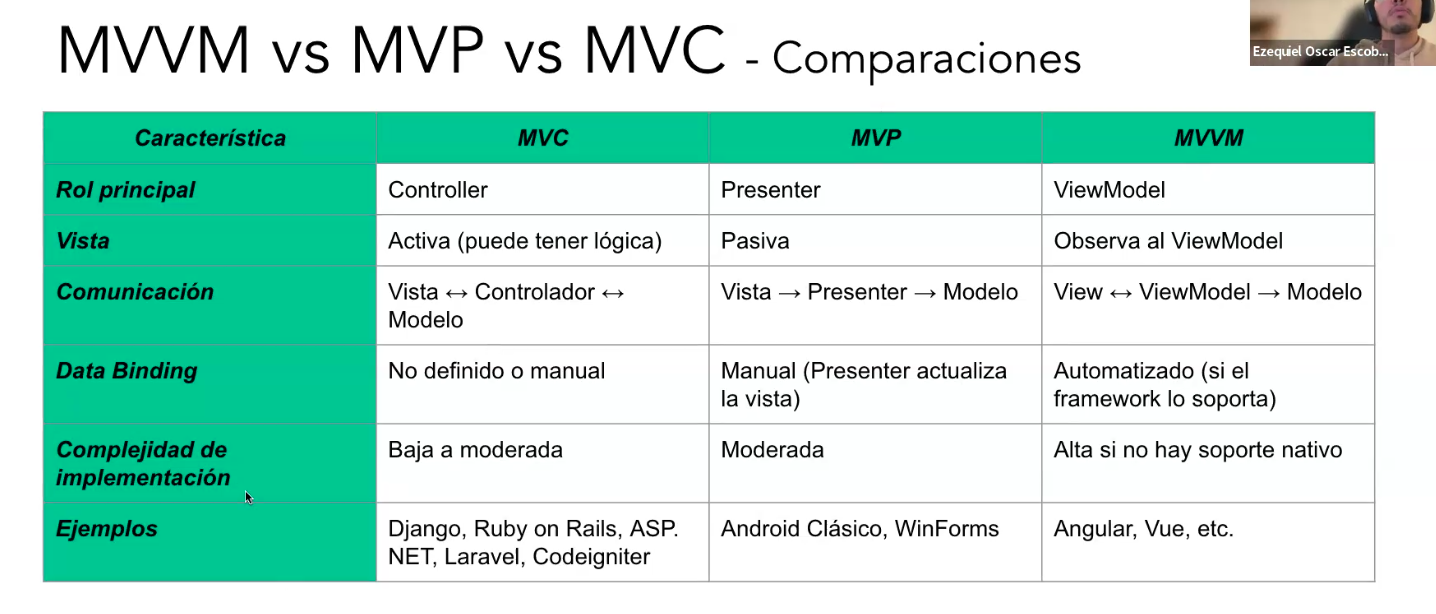 MVVM vs MVP vs MVC - Comparaciones
Ezequiel Oscar Escob...
Característica MVC MVP MVVM
Rol principal Controller Presenter ViewModel
Vista Activa (puede tener lógica) Pasiva Observa al ViewModel
Comunicación Vista ↔ Controlador ↔ Vista → Presenter → Modelo View ↔ ViewModel → Modelo
Modelo
Data Binding No definido o manual Manual (Presenter actualiza Automatizado (si el
la vista) framework lo soporta)
Complejidad de Baja a moderada Moderada Alta si no hay soporte nativo
implementación
Ejemplos Django, Ruby on Rails, ASP. Android Clásico, WinForms Angular, Vue, etc.
NET, Laravel, Codeigniter